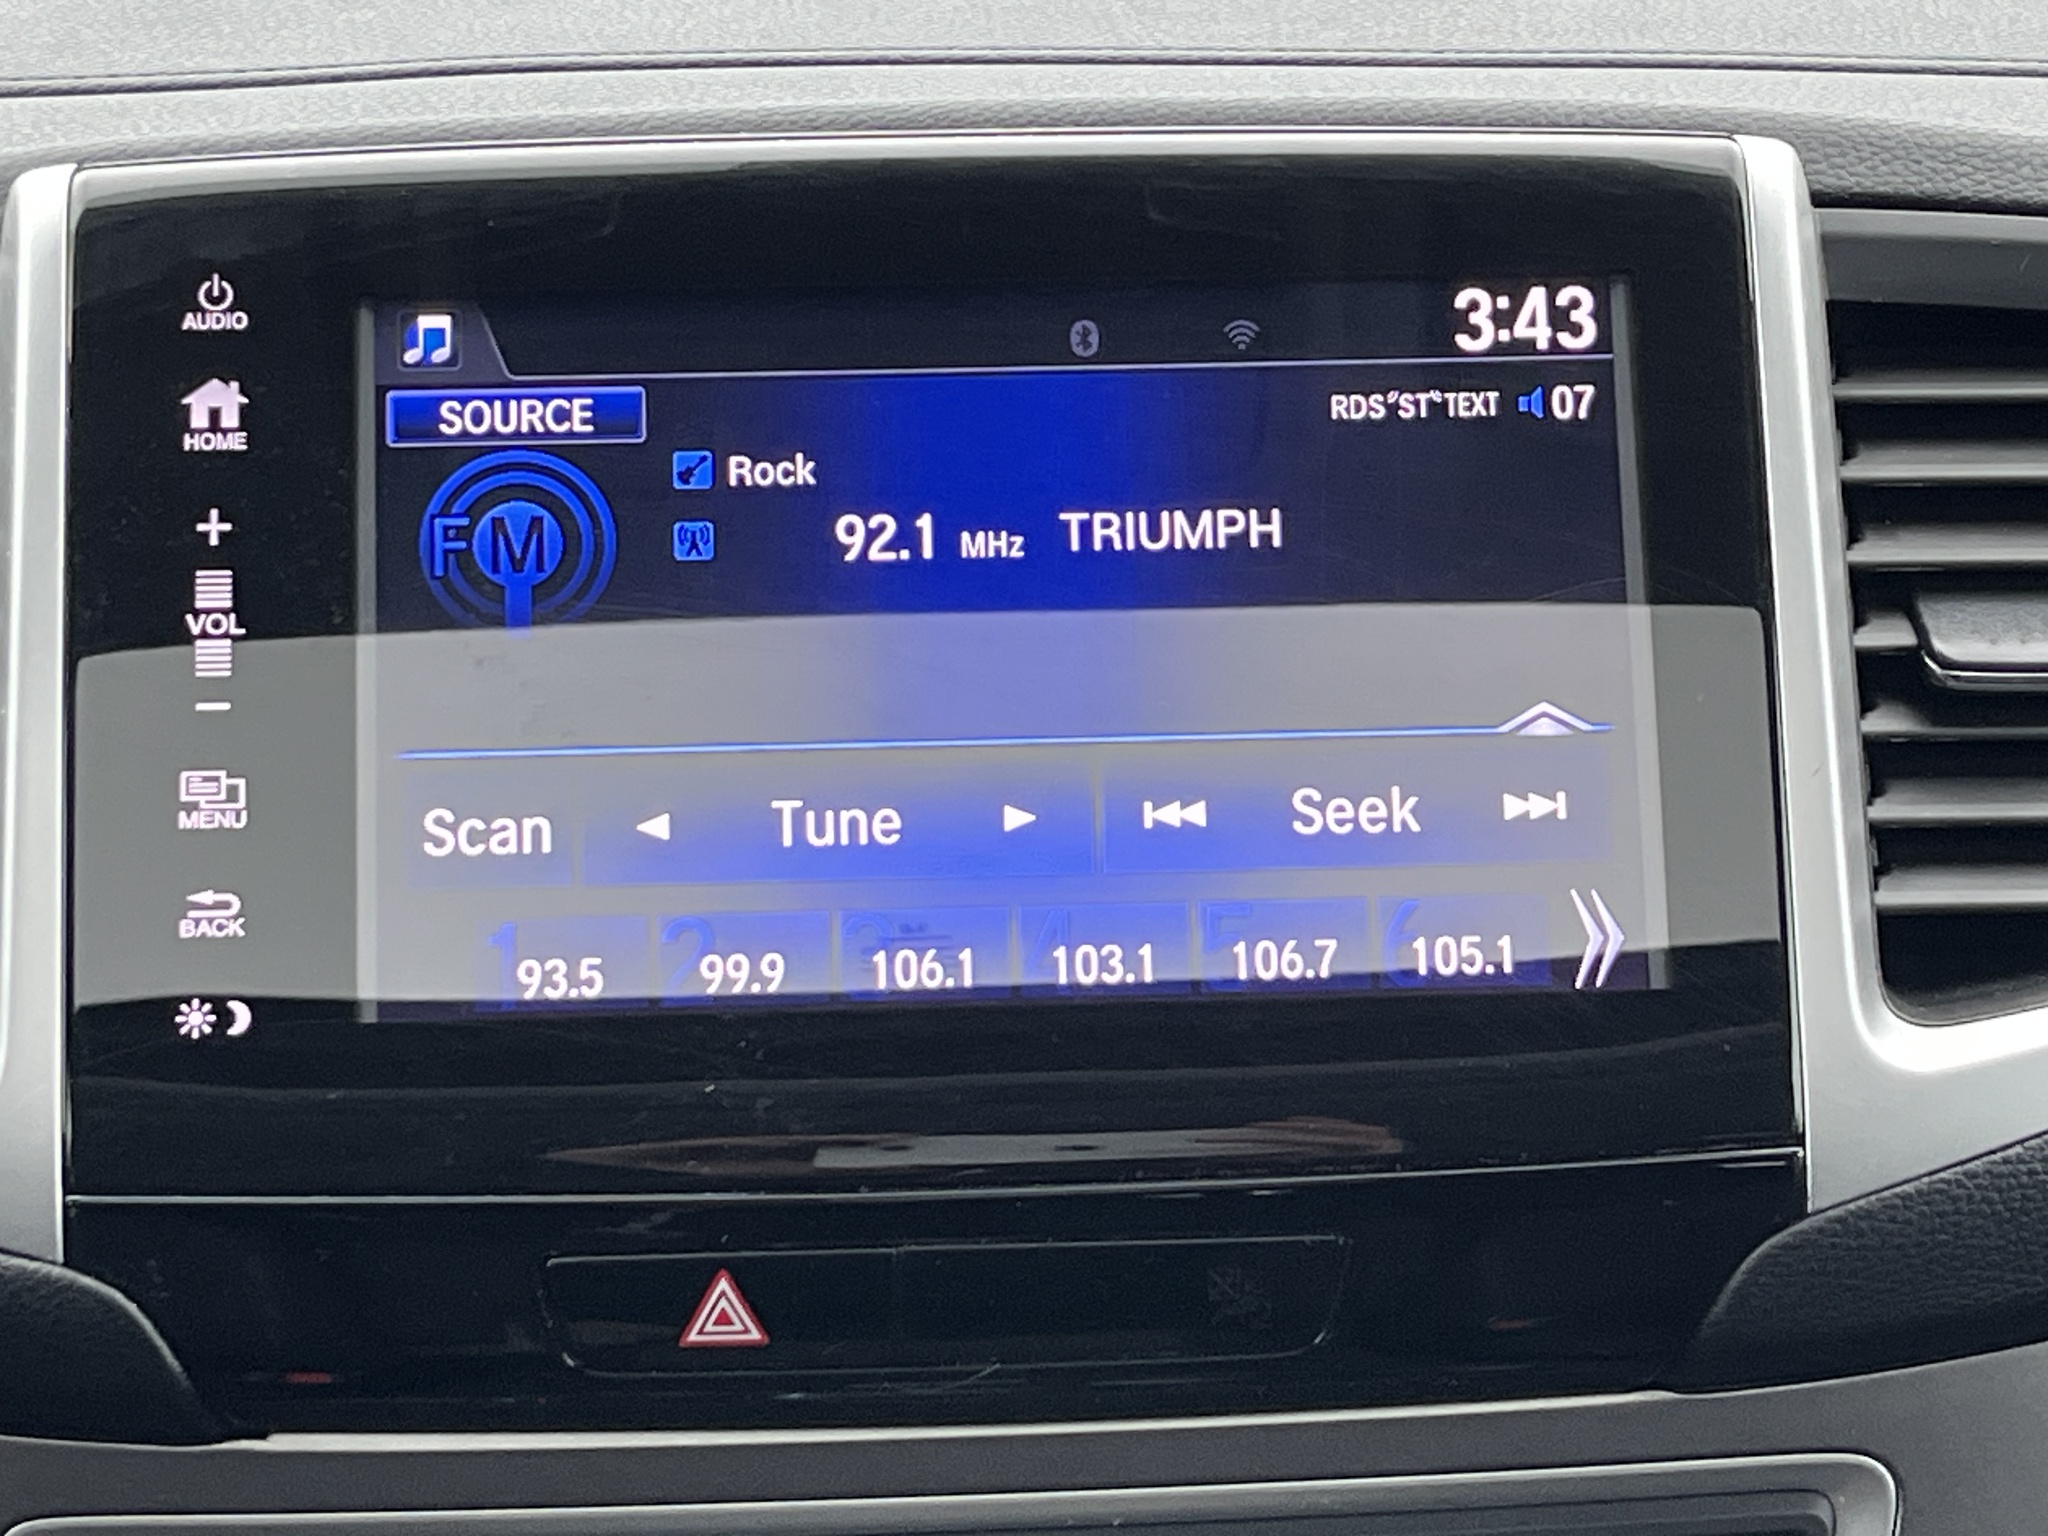 AUDIO
HOME
+
VOL
−
MENU
BACK
3:43
SOURCE
RDS "ST" TEXT 07
FM
Rock
92.1 MHz TRIUMPH
Scan Tune Seek
1 2 3 4 5 6
93.5 99.9 106.1 103.1 106.7 105.1